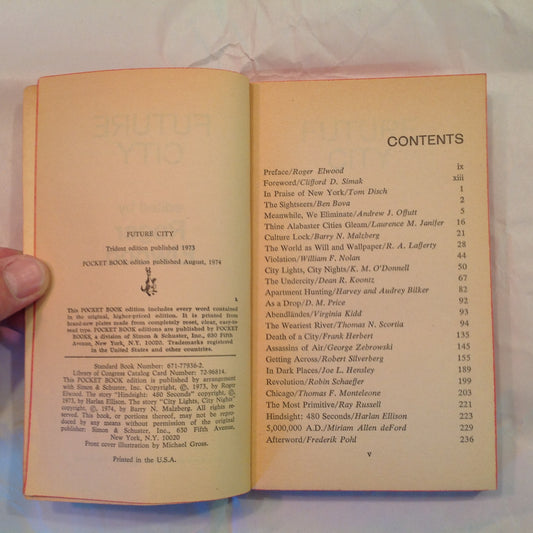 FUTURE CITY
Trident edition published 1973
POCKET BOOK edition published August, 1974
L
This POCKET BOOK edition includes every word contained
in the original, higher-priced edition. It is printed from
brand-new plates made from completely reset, clear, easy-
to-read type. POCKET BOOK editions are published by POCKET
BOOKS, a division of Simon & Schuster, Inc., 630 Fifth
Avenue, New York, N.Y. 10020. Trademarks registered
in the United States and other countries.
Standard Book Number: 671-77936-2.
Library of Congress Catalog Card Number: 72-96814.
This POCKET BOOK edition is published by arrangement
with Simon & Schuster, Inc. Copyright, ©, 1973, by Roger
Elwood. The story "Hindsight: 480 Seconds" copyright, ©,
1973, by Harlan Ellison. The story "City Lights, City Nights"
copyright, ©, 1974, by Barry N. Malzberg. All rights
reserved. This book, or portions thereof, may not be
reproduced by any means without permission of the original
publisher: Simon & Schuster, Inc., 630 Fifth Avenue,
New York, N.Y. 10020
Front cover illustration by Michael Gross.
Printed in the U.S.A.
CONTENTS
Preface/Roger Elwood ix
Foreword/Clifford D. Simak xiii
In Praise of New York/Tom Disch 1
The Sightseers/Ben Bova 2
Meanwhile, We Eliminate/Andrew J. Offutt 5
Thine Alabaster Cities Gleam/Laurence M. Janifer 16
Culture Lock/Barry N. Malzberg 21
The World as Will and Wallpaper/R. A. Lafferty 28
Violation/William F. Nolan 44
City Lights, City Nights/K. M. O'Donnell 50
The Undercity/Dean R. Koontz 67
Apartment Hunting/Harvey and Audrey Bilker 82
As a Drop/D. M. Price 92
Abendländes/Virginia Kidd 93
The Weariest River/Thomas N. Scortia 94
Death of a City/Frank Herbert 135
Assassins of Air/George Zebrowski 145
Getting Across/Robert Silverberg 155
In Dark Places/Joe L. Hensley 189
Revolution/Robin Schaeffer 199
Chicago/Thomas F. Monteleone 201
The Most Primitive/Ray Russell 221
Hindsight: 480 Seconds/Harlan Ellison 223
5,000,000 A.D./Miriam Allen deFord 229
Afterword/Frederik Pohl 236
v